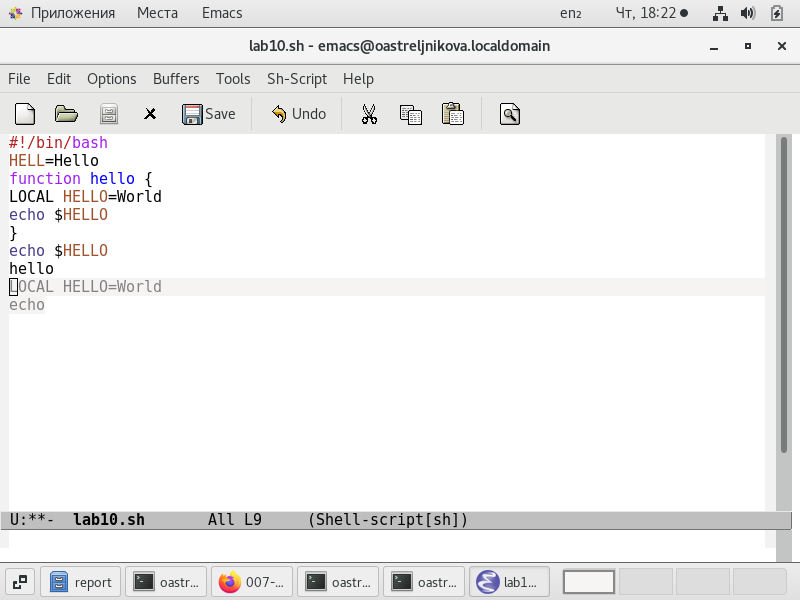 Приложения Места Emacs en₂ Чт, 18:22
lab10.sh - emacs@oastreljnikova.localdomain
File Edit Options Buffers Tools Sh-Script Help
Save Undo
#!/bin/bash
HELL=Hello
function hello {
LOCAL HELLO=World
echo $HELLO
}
echo $HELLO
hello
LOCAL HELLO=World
echo
U:**- lab10.sh All L9 (Shell-script[sh])
report oastr... 007-... oastr... oastr... lab1...